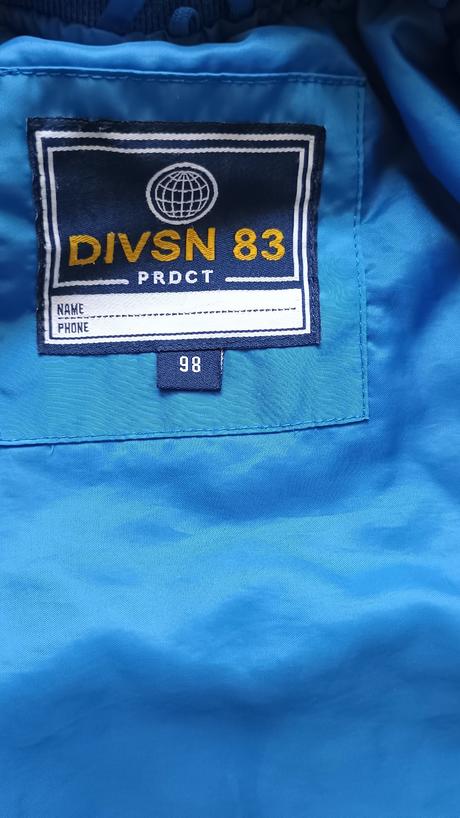 DIVSN 83
PRDCT
NAME
PHONE
98